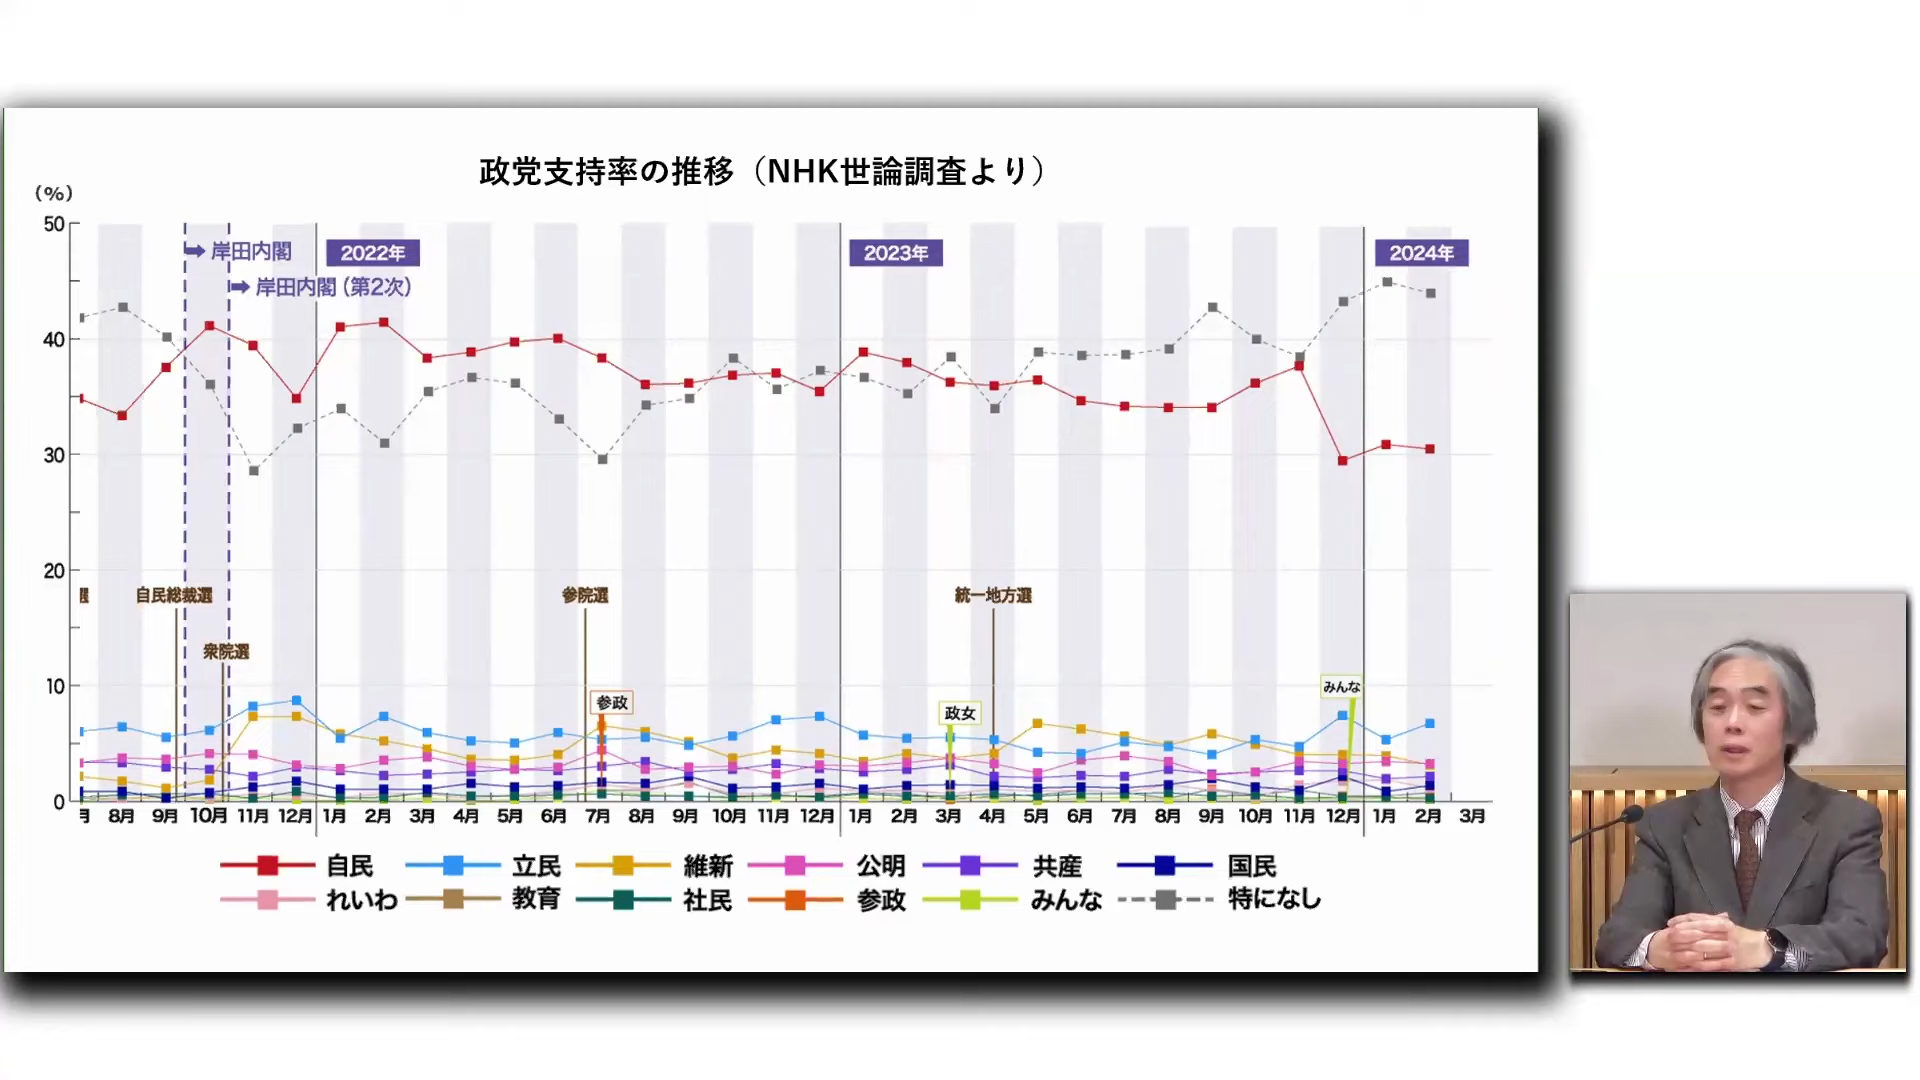 政党支持率の推移（NHK世論調査より）
（%）
50
40
30
20
10
0
岸田内閣
岸田内閣（第2次）
2022年
2023年
2024年
自民総裁選
衆院選
参院選
統一地方選
参政
政女
みんな
8月 9月 10月 11月 12月 1月 2月 3月 4月 5月 6月 7月 8月 9月 10月 11月 12月 1月 2月 3月 4月 5月 6月 7月 8月 9月 10月 11月 12月 1月 2月 3月
自民 立民 維新 公明 共産 国民
れいわ 教育 社民 参政 みんな 特になし